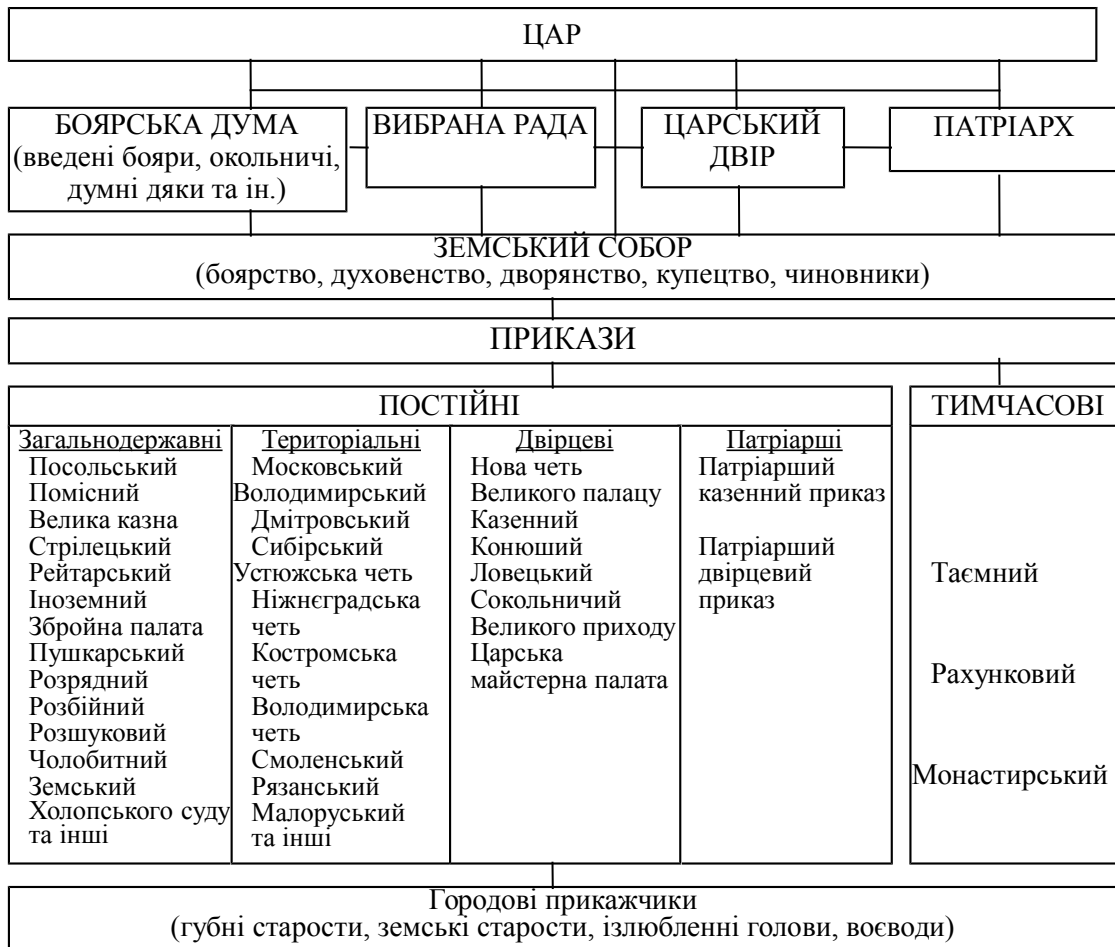 ЦАР
БОЯРСЬКА ДУМА
(введені бояри, окольничі,
думні дяки та ін.)
ВИБРАНА РАДА
ЦАРСЬКИЙ
ДВІР
ПАТРІАРХ
ЗЕМСЬКИЙ СОБОР
(боярство, духовенство, дворянство, купецтво, чиновники)
ПРИКАЗИ
ПОСТІЙНІ
ТИМЧАСОВІ
Загальнодержавні
Посольський
Помісний
Велика казна
Стрілецький
Рейтарський
Іноземний
Збройна палата
Пушкарський
Розрядний
Розбійний
Розшуковий
Чолобитний
Земський
Холопського суду
та інші
Територіальні
Московський
Володимирський
Дмітровський
Сибірський
Устюжська четь
Ніжнєградська
четь
Костромська
четь
Володимирська
четь
Смоленський
Рязанський
Малоруський
та інші
Двірцеві
Нова четь
Великого палацу
Казенний
Конюший
Ловецький
Сокольничий
Великого приходу
Царська
майстерна палата
Патріарші
Патріарший
казенний приказ
Патріарший
двірцевий
приказ
Таємний
Рахунковий
Монастирський
Городові прикажчики
(губні старости, земські старости, ізлюбленні голови, воєводи)